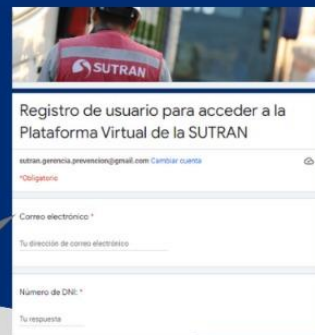 SUTRAN
Registro de usuario para acceder a la
Plataforma Virtual de la SUTRAN
sutran.gerencia.prevencion@gmail.com Cambiar cuenta
*Obligatorio
Correo electrónico *
Tu dirección de correo electrónico
Número de DNI: *
Tu respuesta